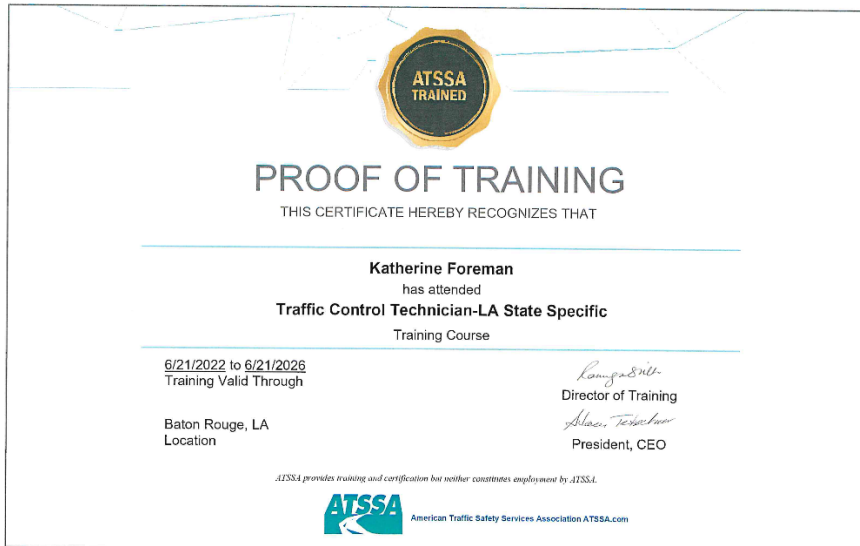 ATSSA
TRAINED
PROOF OF TRAINING
THIS CERTIFICATE HEREBY RECOGNIZES THAT
Katherine Foreman
has attended
Traffic Control Technician-LA State Specific
Training Course
6/21/2022 to 6/21/2026
Training Valid Through
Director of Training
Baton Rouge, LA
Location
President, CEO
ATSSA provides training and certification but neither constitutes employment by ATSSA.
ATSSA
American Traffic Safety Services Association ATSSA.com